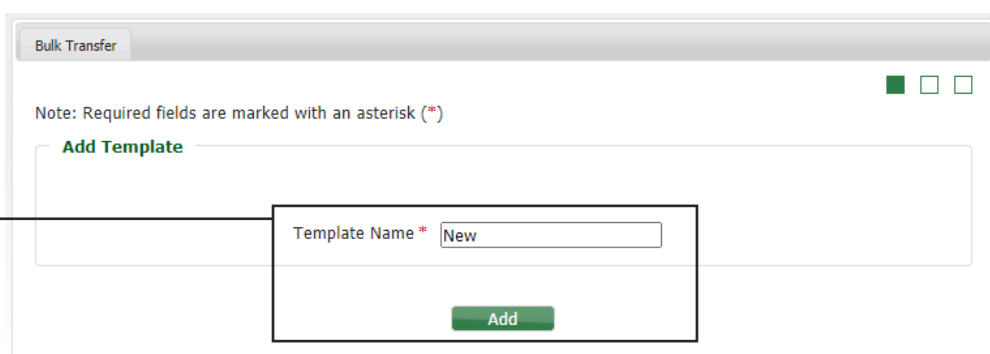 Bulk Transfer
Note: Required fields are marked with an asterisk (*)
Add Template
Template Name * New
Add